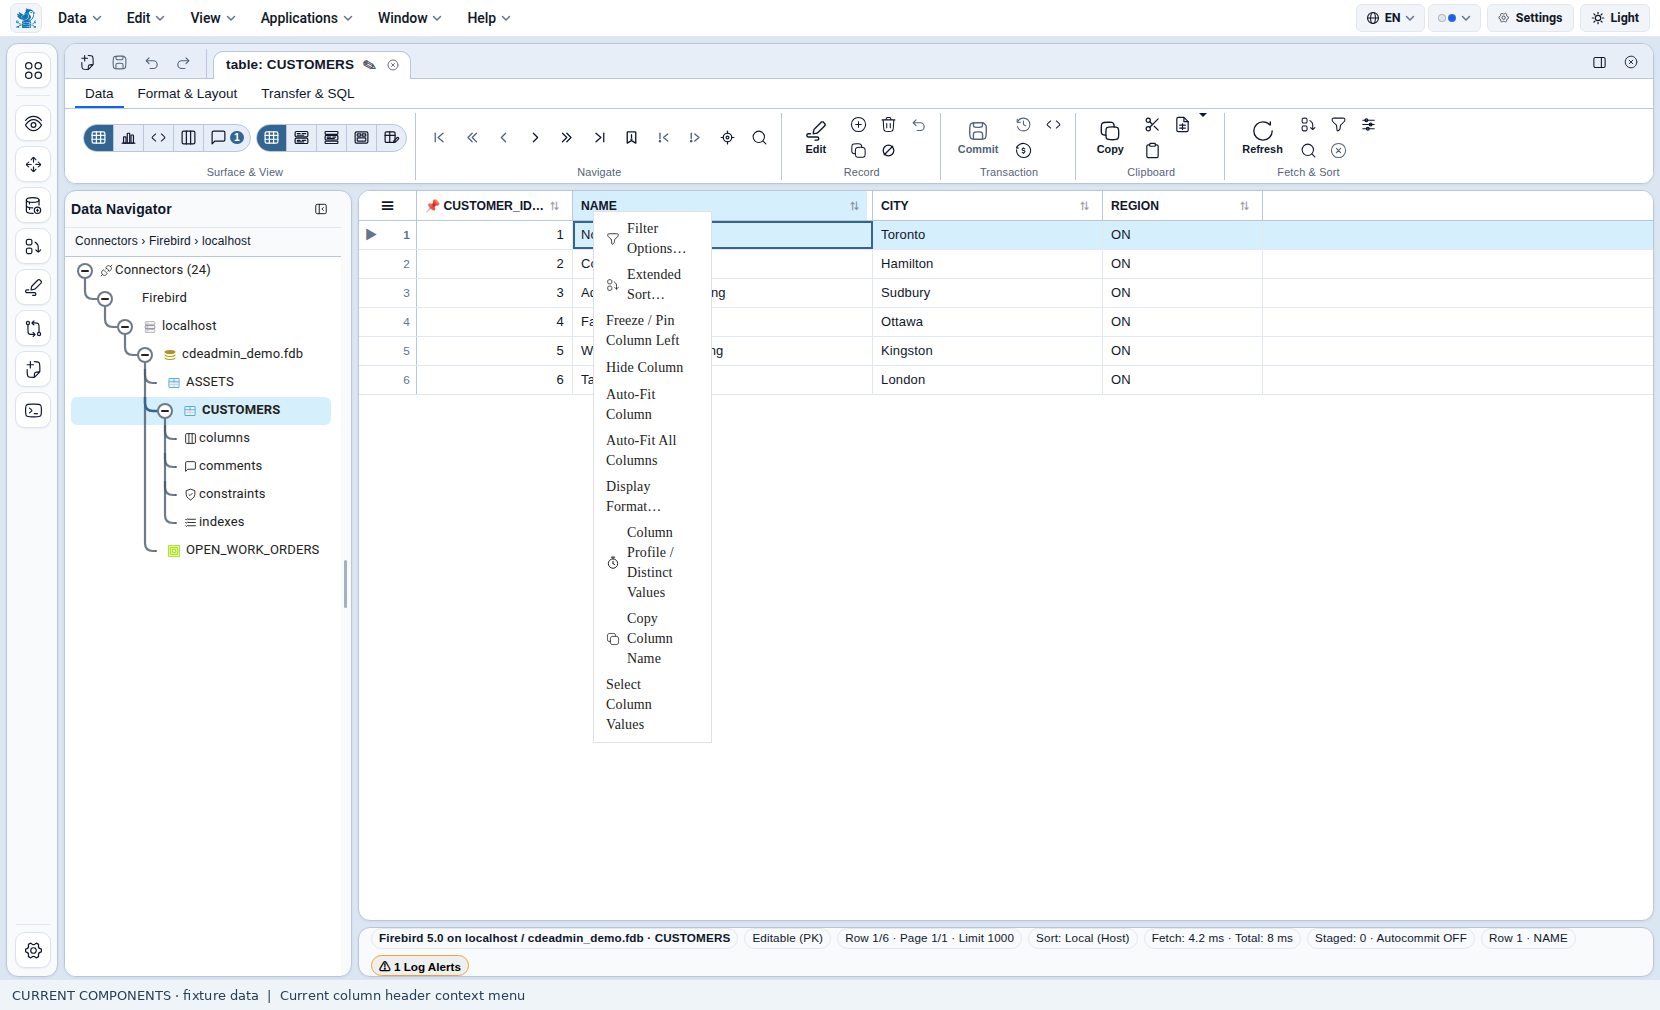 Data Edit View Applications Window Help EN Settings Light
table: CUSTOMERS
Data Format & Layout Transfer & SQL
1
Edit Commit Copy Refresh
Surface & View Navigate Record Transaction Clipboard Fetch & Sort
Data Navigator
Connectors › Firebird › localhost
Connectors (24)
Firebird
localhost
cdeadmin_demo.fdb
ASSETS
CUSTOMERS
columns
comments
constraints
indexes
OPEN_WORK_ORDERS
CUSTOMER_ID... NAME CITY REGION
1 1 Toronto ON
2 2 Hamilton ON
3 3 Sudbury ON
4 4 Ottawa ON
5 5 Kingston ON
6 6 London ON
Filter
Options…
Extended
Sort…
Freeze / Pin
Column Left
Hide Column
Auto-Fit
Column
Auto-Fit All
Columns
Display
Format…
Column
Profile /
Distinct
Values
Copy
Column
Name
Select
Column
Values
Firebird 5.0 on localhost / cdeadmin_demo.fdb · CUSTOMERS Editable (PK) Row 1/6 · Page 1/1 · Limit 1000 Sort: Local (Host) Fetch: 4.2 ms · Total: 8 ms Staged: 0 · Autocommit OFF Row 1 · NAME
1 Log Alerts
CURRENT COMPONENTS · fixture data | Current column header context menu